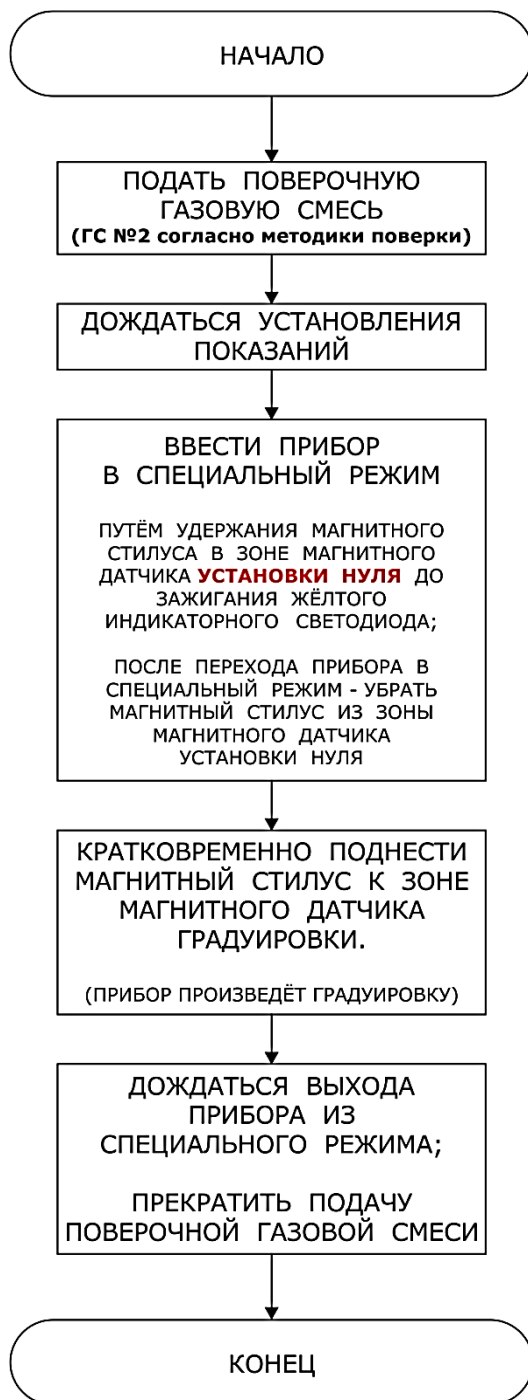 НАЧАЛО
ПОДАТЬ ПОВЕРОЧНУЮ
ГАЗОВУЮ СМЕСЬ
(ГС №2 согласно методики поверки)
ДОЖДАТЬСЯ УСТАНОВЛЕНИЯ
ПОКАЗАНИЙ
ВВЕСТИ ПРИБОР
В СПЕЦИАЛЬНЫЙ РЕЖИМ
ПУТЁМ УДЕРЖАНИЯ МАГНИТНОГО
СТИЛУСА В ЗОНЕ МАГНИТНОГО
ДАТЧИКА УСТАНОВКИ НУЛЯ ДО
ЗАЖИГАНИЯ ЖЁЛТОГО
ИНДИКАТОРНОГО СВЕТОДИОДА;
ПОСЛЕ ПЕРЕХОДА ПРИБОРА В
СПЕЦИАЛЬНЫЙ РЕЖИМ - УБРАТЬ
МАГНИТНЫЙ СТИЛУС ИЗ ЗОНЫ
МАГНИТНОГО ДАТЧИКА
УСТАНОВКИ НУЛЯ
КРАТКОВРЕМЕННО ПОДНЕСТИ
МАГНИТНЫЙ СТИЛУС К ЗОНЕ
МАГНИТНОГО ДАТЧИКА
ГРАДУИРОВКИ.
(ПРИБОР ПРОИЗВЕДЁТ ГРАДУИРОВКУ)
ДОЖДАТЬСЯ ВЫХОДА
ПРИБОРА ИЗ
СПЕЦИАЛЬНОГО РЕЖИМА;
ПРЕКРАТИТЬ ПОДАЧУ
ПОВЕРОЧНОЙ ГАЗОВОЙ СМЕСИ
КОНЕЦ